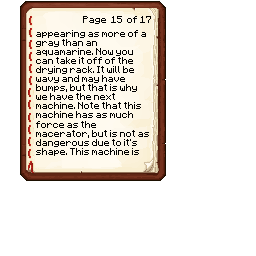 Page 15 of 17
appearing as more of a
gray than an
aquamarine. Now you
can take it off of the
drying rack. It will be
wavy and may have
bumps, but that is why
we have the next
machine. Note that this
machine has as much
force as the
macerator, but is not as
dangerous due to it's
shape. This machine is